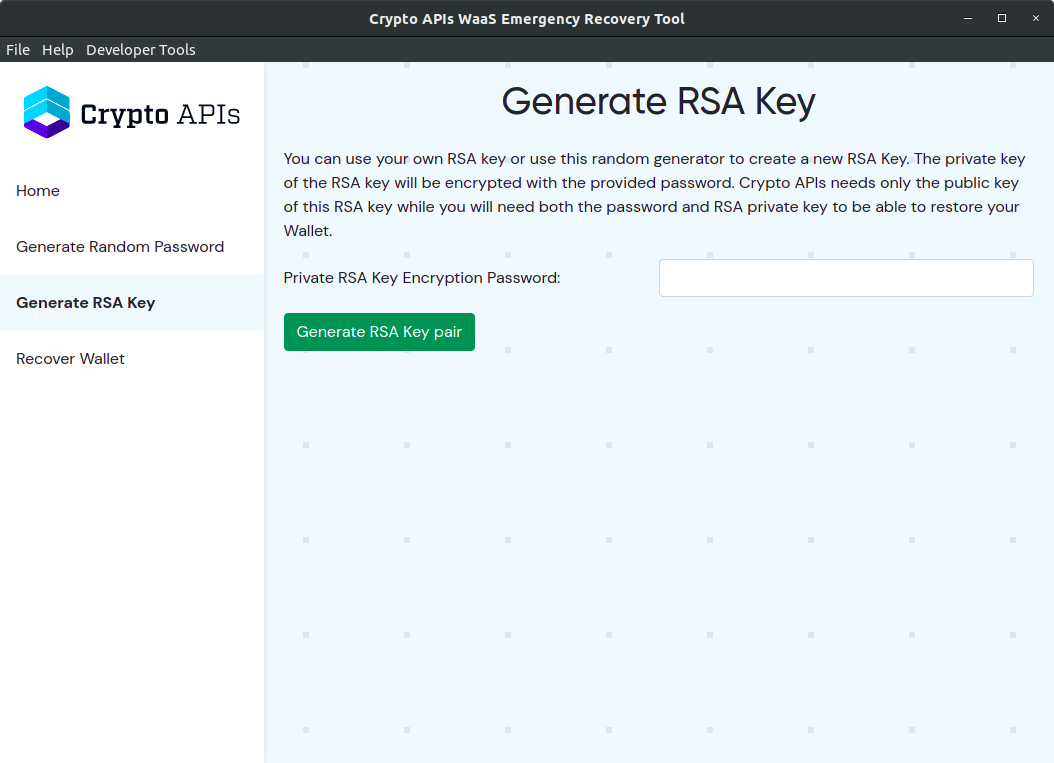 Crypto APIs WaaS Emergency Recovery Tool
File Help Developer Tools
Crypto APIs
Home
Generate Random Password
Generate RSA Key
Recover Wallet
Generate RSA Key
You can use your own RSA key or use this random generator to create a new RSA Key. The private key
of the RSA key will be encrypted with the provided password. Crypto APIs needs only the public key
of this RSA key while you will need both the password and RSA private key to be able to restore your
Wallet.
Private RSA Key Encryption Password:
Generate RSA Key pair